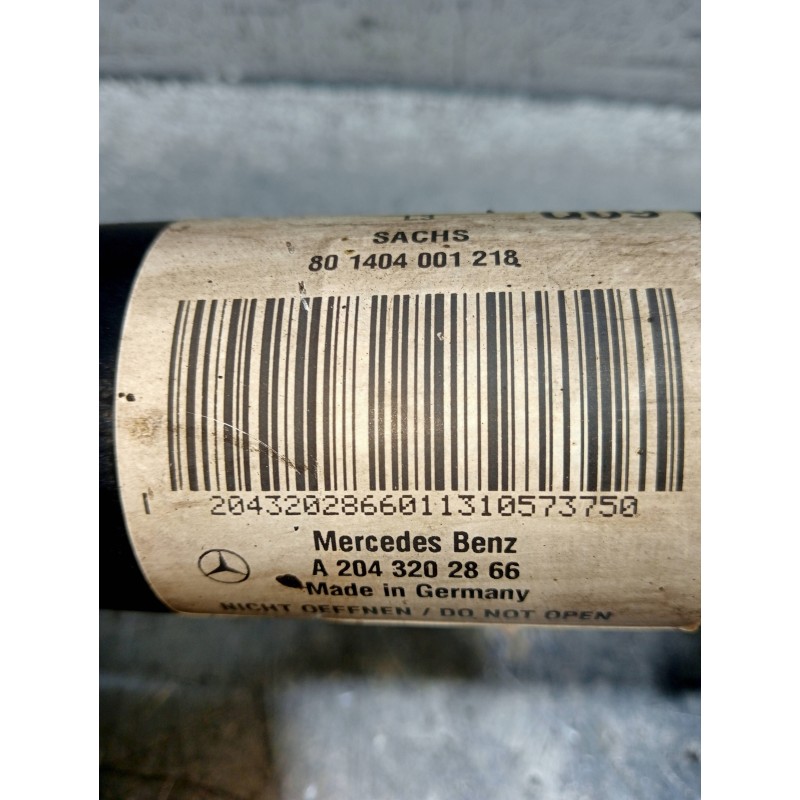 SACHS
80 1404 001 218
2043202866011310573750
Mercedes Benz
A 204 320 28 66
Made in Germany
NICHT OEFFNEN / DO NOT OPEN